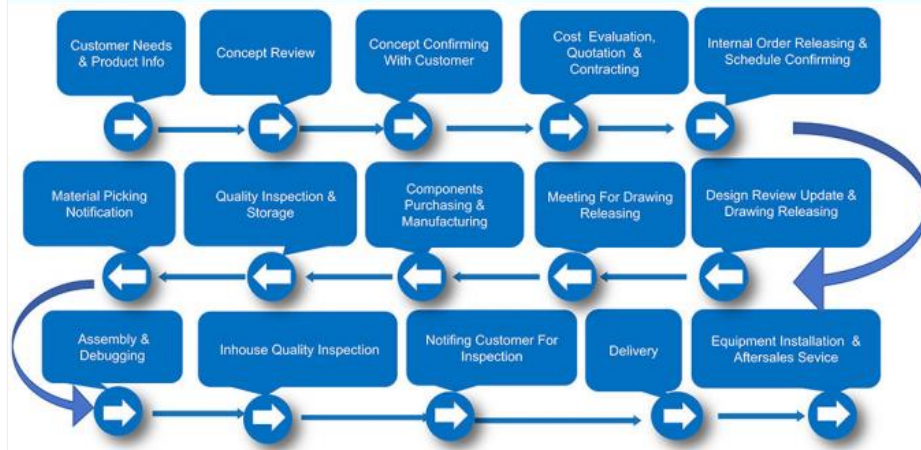 Customer Needs
& Product Info
Concept Review
Concept Confirming
With Customer
Cost Evaluation,
Quotation &
Contracting
Internal Order Releasing &
Schedule Confirming
Material Picking
Notification
Quality Inspection &
Storage
Components
Purchasing &
Manufacturing
Meeting For Drawing
Releasing
Design Review Update &
Drawing Releasing
Assembly &
Debugging
Inhouse Quality Inspection
Notifing Customer For
Inspection
Delivery
Equipment Installation &
Aftersales Sevice